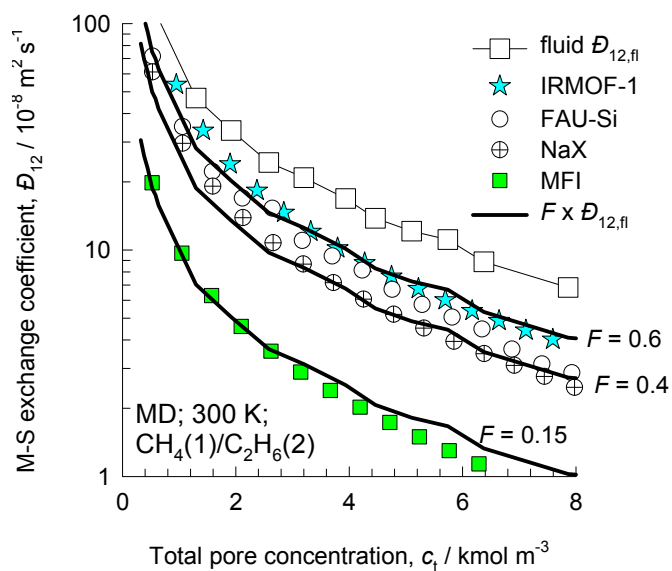 M-S exchange coefficient, Đ₁₂ / 10⁻⁸ m² s⁻¹
100
10
1
fluid Đ₁₂,fl
IRMOF-1
FAU-Si
NaX
MFI
F x Đ₁₂,fl
F = 0.6
F = 0.4
F = 0.15
MD; 300 K;
CH₄(1)/C₂H₆(2)
0 2 4 6 8
Total pore concentration, cₜ / kmol m⁻³